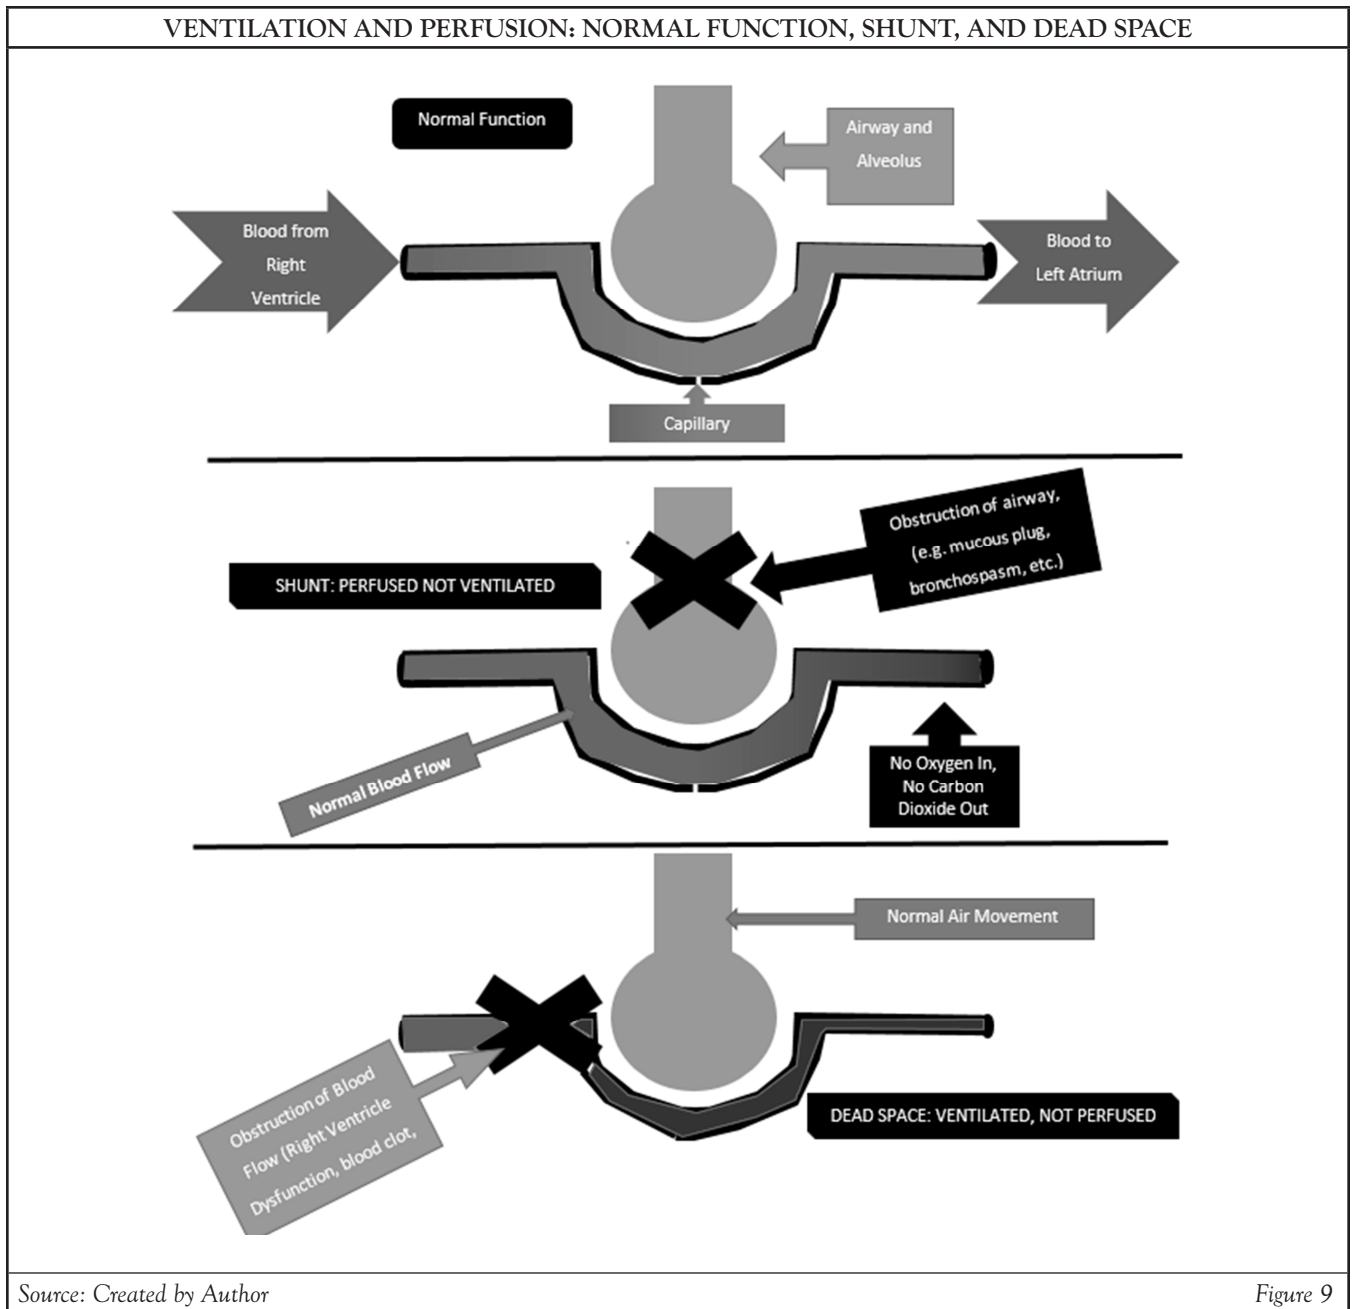 VENTILATION AND PERFUSION: NORMAL FUNCTION, SHUNT, AND DEAD SPACE
Normal Function
Airway and
Alveolus
Blood from
Right
Ventricle
Blood to
Left Atrium
Capillary
Obstruction of airway,
(e.g. mucous plug,
bronchospasm, etc.)
SHUNT: PERFUSED NOT VENTILATED
Normal Blood Flow
No Oxygen In,
No Carbon
Dioxide Out
Normal Air Movement
Obstruction of Blood
Flow (Right Ventricle
Dysfunction, blood clot,
DEAD SPACE: VENTILATED, NOT PERFUSED
Source: Created by Author
Figure 9